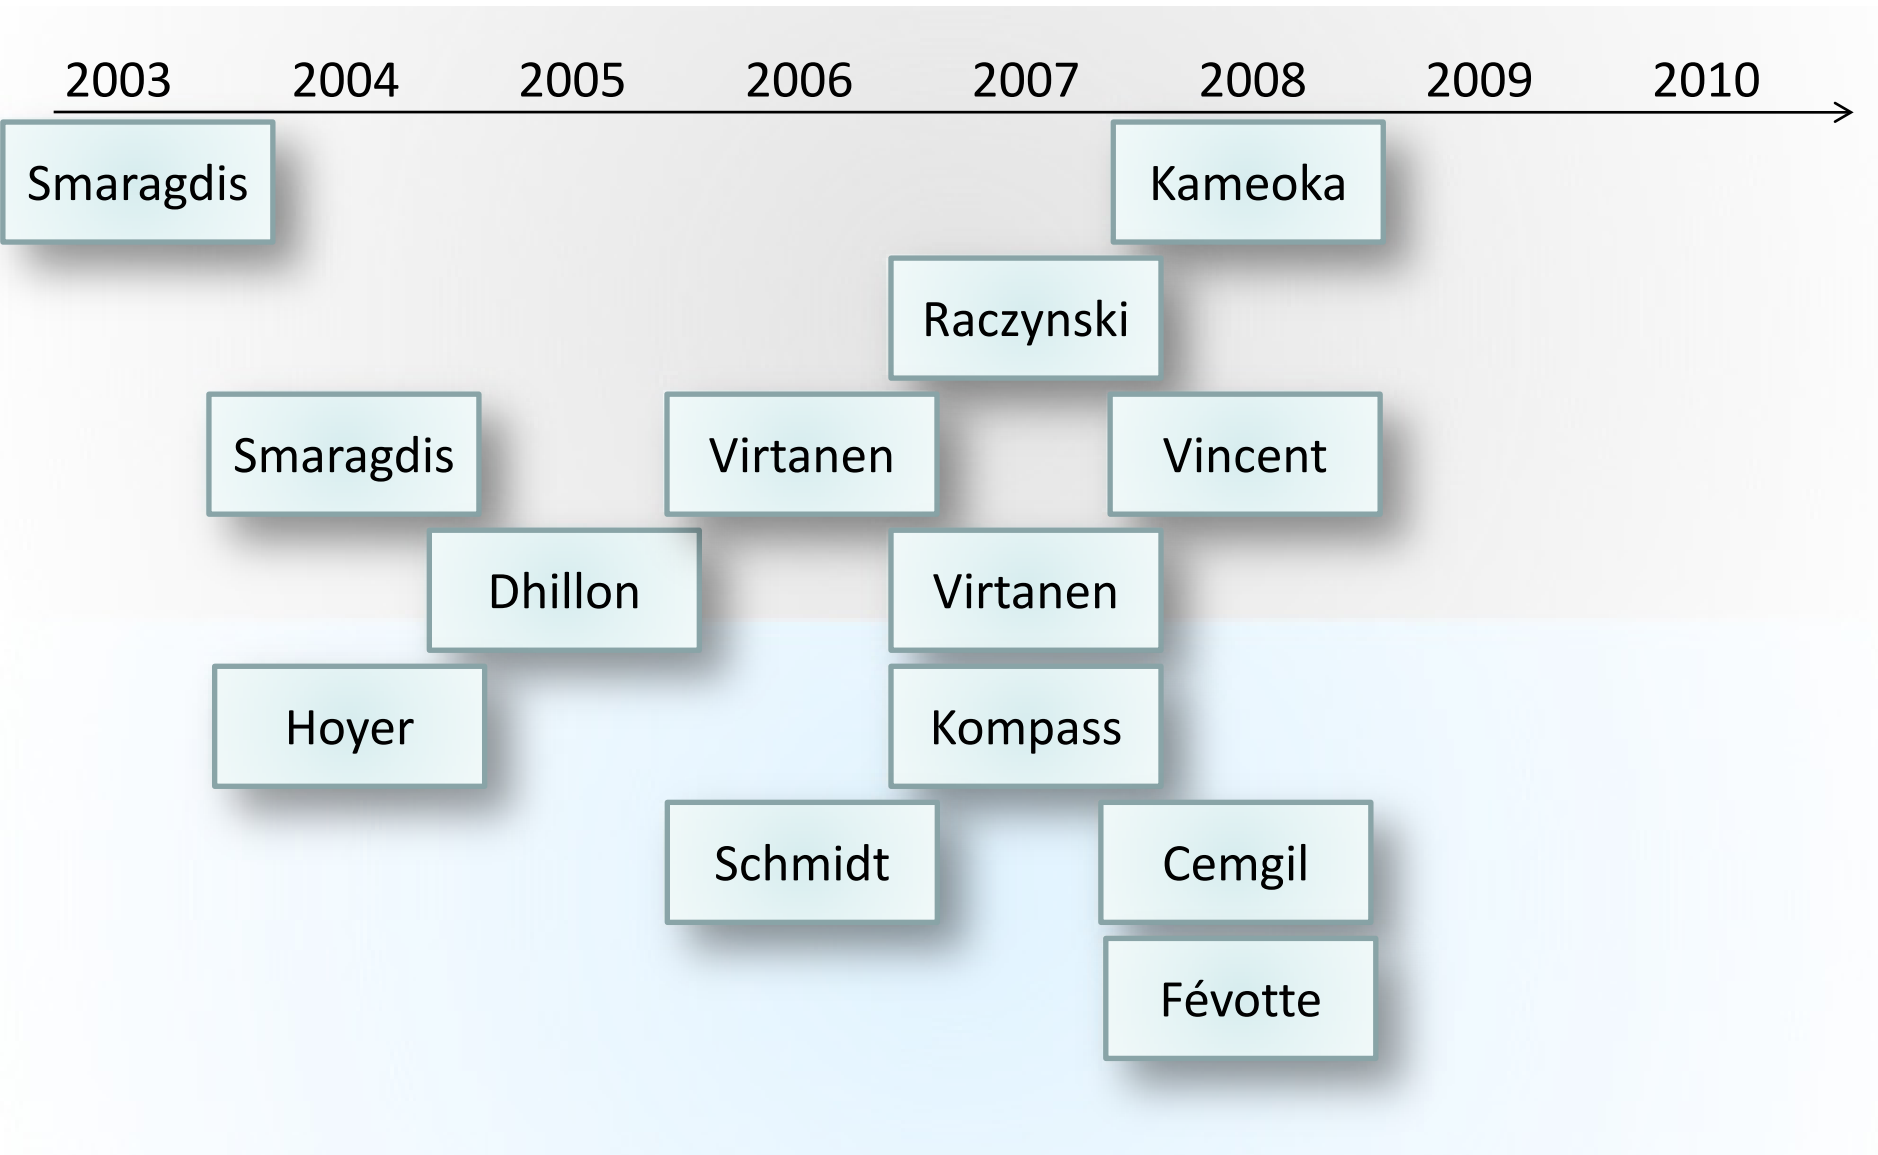 2003 2004 2005 2006 2007 2008 2009 2010
Smaragdis Kameoka
Raczynski
Smaragdis Virtanen Vincent
Dhillon Virtanen
Hoyer Kompass
Schmidt Cemgil
Févotte